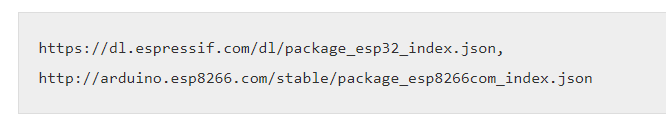 https://dl.espressif.com/dl/package_esp32_index.json,
http://arduino.esp8266.com/stable/package_esp8266com_index.json